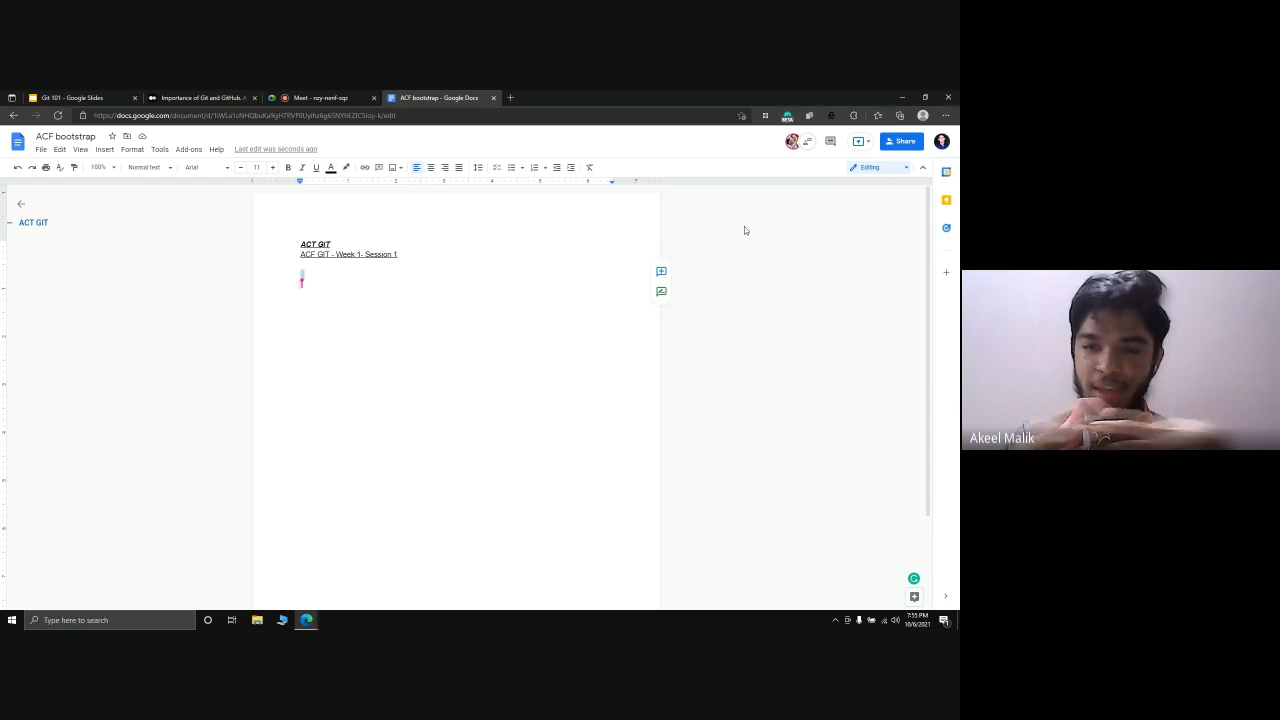 Git 101 - Google Slides
Importance of Git and GitHub. A
Meet - nzy-nenf-sqz
ACF bootstrap - Google Docs
ACF bootstrap
File Edit View Insert Format Tools Add-ons Help Last edit was seconds ago
Share
100% Normal text Arial 11 Editing
ACT GIT
ACT GIT
ACF GIT - Week 1- Session 1
Akeel Malik
Type here to search
7:55 PM
10/6/2021